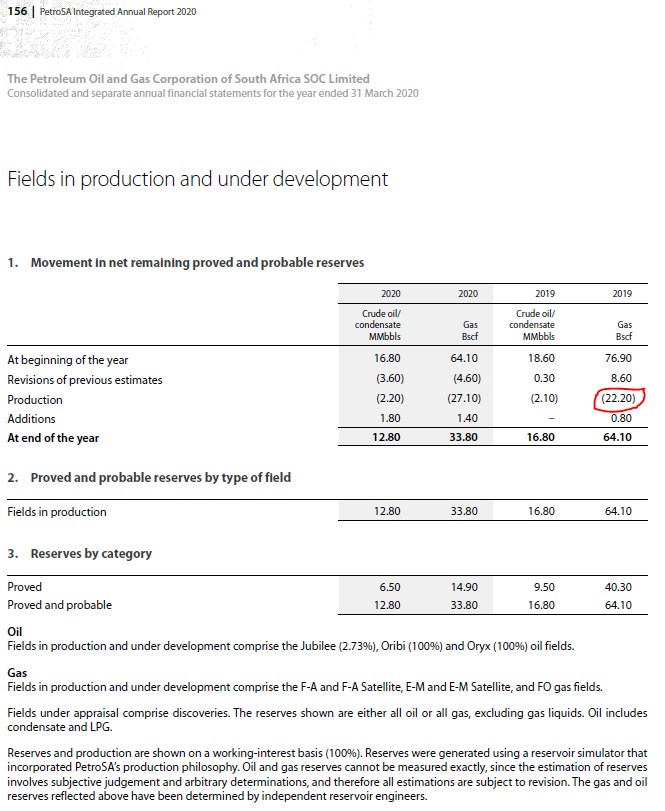 156 | PetroSA Integrated Annual Report 2020
The Petroleum Oil and Gas Corporation of South Africa SOC Limited
Consolidated and separate annual financial statements for the year ended 31 March 2020
Fields in production and under development
1. Movement in net remaining proved and probable reserves
2020 2020 2019 2019
Crude oil/ Crude oil/
condensate Gas condensate Gas
MMbbls Bscf MMbbls Bscf
At beginning of the year 16.80 64.10 18.60 76.90
Revisions of previous estimates (3.60) (4.60) 0.30 8.60
Production (2.20) (27.10) (2.10) (22.20)
Additions 1.80 1.40 – 0.80
At end of the year 12.80 33.80 16.80 64.10
2. Proved and probable reserves by type of field
Fields in production 12.80 33.80 16.80 64.10
3. Reserves by category
Proved 6.50 14.90 9.50 40.30
Proved and probable 12.80 33.80 16.80 64.10
Oil
Fields in production and under development comprise the Jubilee (2.73%), Oribi (100%) and Oryx (100%) oil fields.
Gas
Fields in production and under development comprise the F-A and F-A Satellite, E-M and E-M Satellite, and FO gas fields.
Fields under appraisal comprise discoveries. The reserves shown are either all oil or all gas, excluding gas liquids. Oil includes
condensate and LPG.
Reserves and production are shown on a working-interest basis (100%). Reserves were generated using a reservoir simulator that
incorporated PetroSA's production philosophy. Oil and gas reserves cannot be measured exactly, since the estimation of reserves
involves subjective judgement and arbitrary determinations, and therefore all estimations are subject to revision. The gas and oil
reserves reflected above have been determined by independent reservoir engineers.